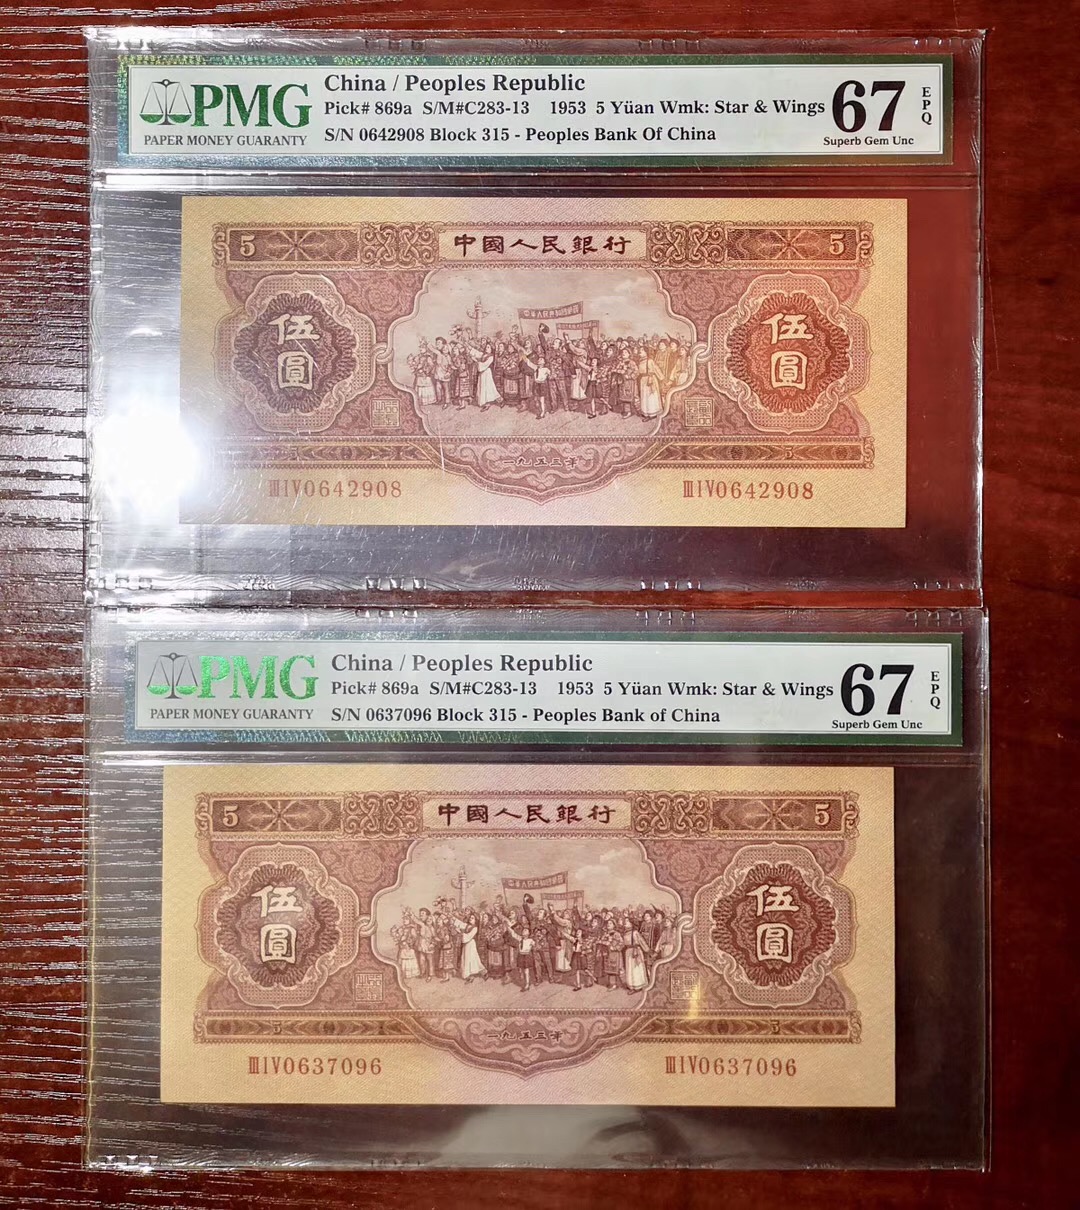 PMG
PAPER MONEY GUARANTY
China / Peoples Republic
Pick# 869a S/M#C283-13 1953 5 Yüan Wmk: Star & Wings
S/N 0642908 Block 315 - Peoples Bank Of China
67
EPQ
Superb Gem Unc
5
中國人民銀行
5
伍圓
伍圓
一九五三年
5
5
ⅢⅠⅤ0642908
ⅢⅠⅤ0642908
PMG
PAPER MONEY GUARANTY
China / Peoples Republic
Pick# 869a S/M#C283-13 1953 5 Yüan Wmk: Star & Wings
S/N 0637096 Block 315 - Peoples Bank of China
67
EPQ
Superb Gem Unc
5
中國人民銀行
5
伍圓
伍圓
一九五三年
5
5
ⅢⅠⅤ0637096
ⅢⅠⅤ0637096